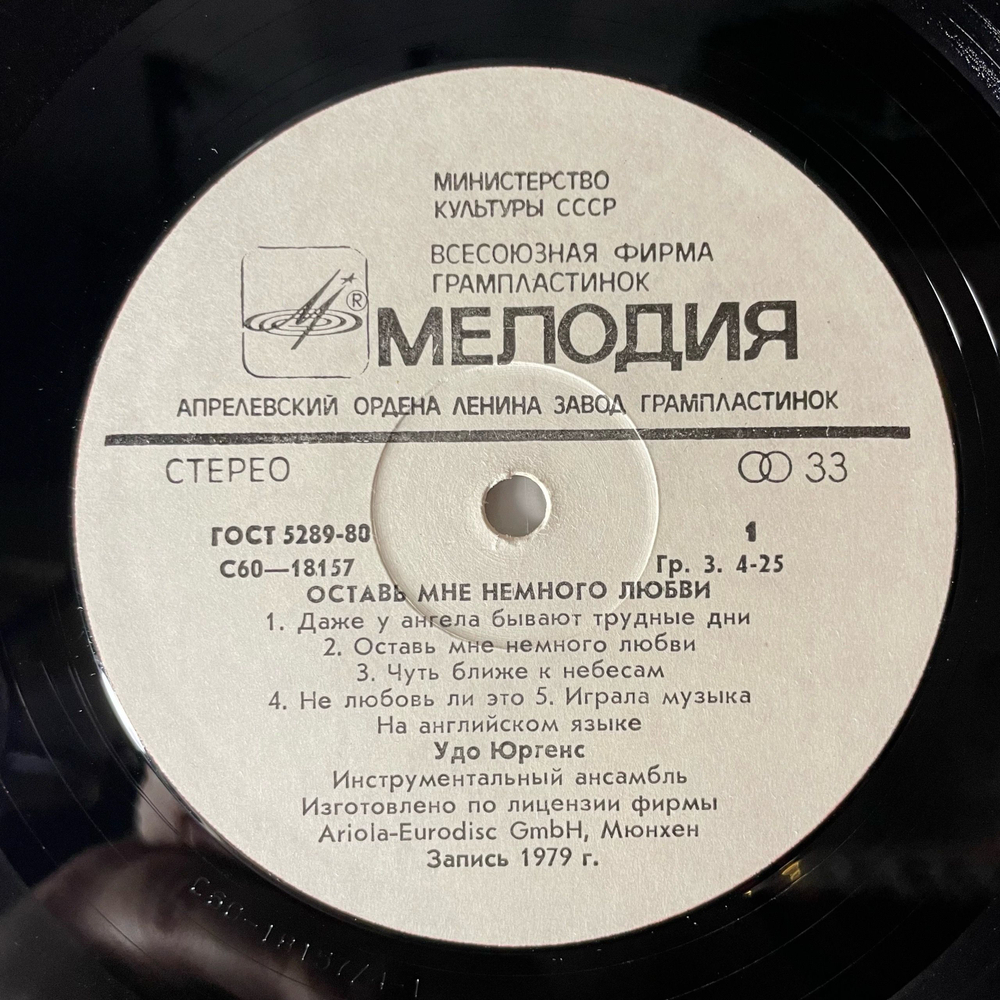 МИНИСТЕРСТВО
КУЛЬТУРЫ СССР
ВСЕСОЮЗНАЯ ФИРМА
ГРАМПЛАСТИНОК
®
МЕЛОДИЯ
АПРЕЛЕВСКИЙ ОРДЕНА ЛЕНИНА ЗАВОД ГРАМПЛАСТИНОК
СТЕРЕО 33
ГОСТ 5289-80 1
С60—18157 Гр. 3. 4-25
ОСТАВЬ МНЕ НЕМНОГО ЛЮБВИ
1. Даже у ангела бывают трудные дни
2. Оставь мне немного любви
3. Чуть ближе к небесам
4. Не любовь ли это 5. Играла музыка
На английском языке
Удо Юргенс
Инструментальный ансамбль
Изготовлено по лицензии фирмы
Ariola-Eurodisc GmbH, Мюнхен
Запись 1979 г.